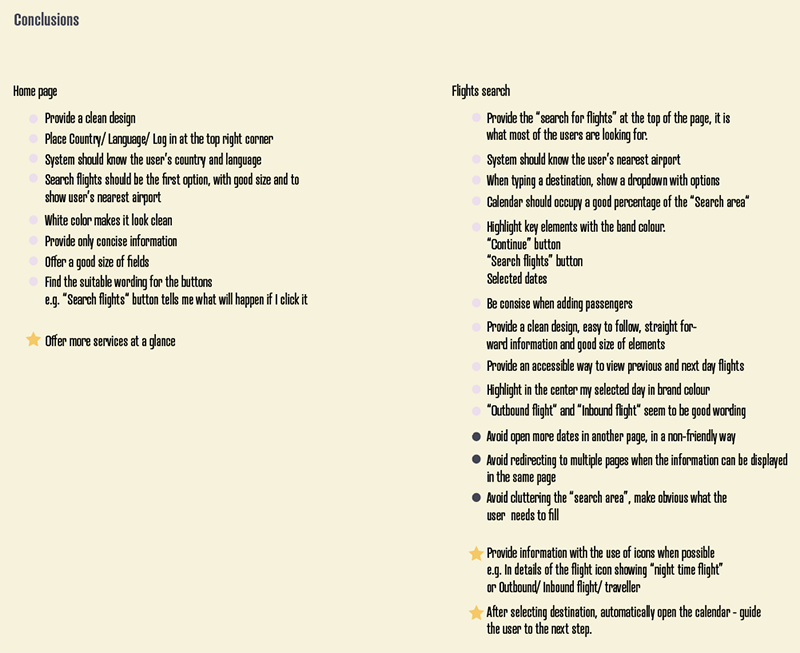 Conclusions
Home page
Provide a clean design
Place Country/ Language/ Log in at the top right corner
System should know the user's country and language
Search flights should be the first option, with good size and to
show user's nearest airport
White color makes it look clean
Provide only concise information
Offer a good size of fields
Find the suitable wording for the buttons
e.g. "Search flights" button tells me what will happen if I click it
Offer more services at a glance
Flights search
Provide the "search for flights" at the top of the page, it is
what most of the users are looking for.
System should know the user's nearest airport
When typing a destination, show a dropdown with options
Calendar should occupy a good percentage of the "Search area"
Highlight key elements with the band colour.
"Continue" button
"Search flights" button
Selected dates
Be consise when adding passengers
Provide a clean design, easy to follow, straight for-
ward information and good size of elements
Provide an accessible way to view previous and next day flights
Highlight in the center my selected day in brand colour
"Outbound flight" and "Inbound flight" seem to be good wording
Avoid open more dates in another page, in a non-friendly way
Avoid redirecting to multiple pages when the information can be displayed
in the same page
Avoid cluttering the "search area", make obvious what the
user needs to fill
Provide information with the use of icons when possible
e.g. In details of the flight icon showing "night time flight"
or Outbound/ Inbound flight/ traveller
After selecting destination, automatically open the calendar - guide
the user to the next step.